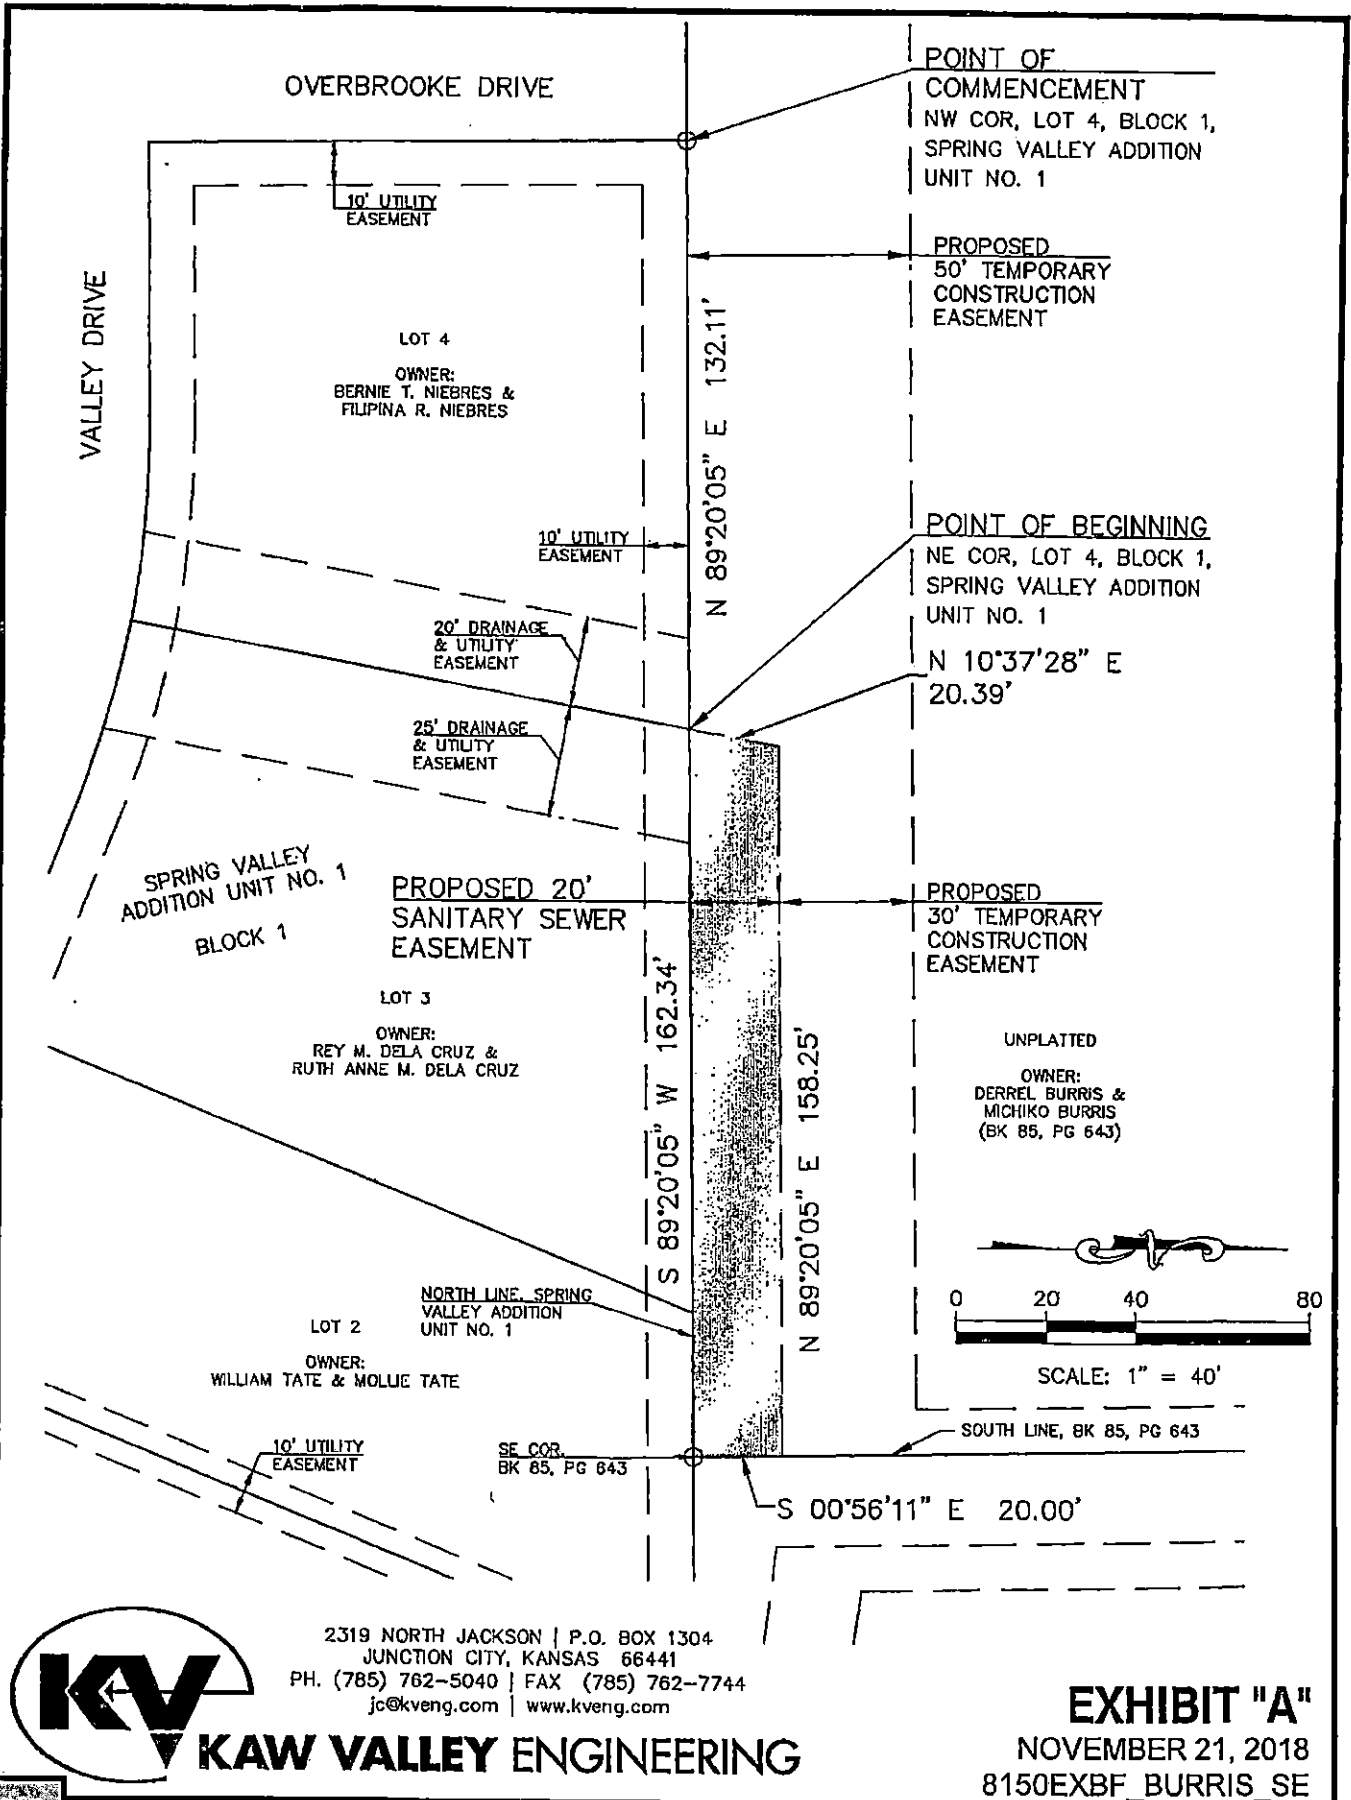 OVERBROOKE DRIVE
POINT OF
COMMENCEMENT
NW COR, LOT 4, BLOCK 1,
SPRING VALLEY ADDITION
UNIT NO. 1
10' UTILITY
EASEMENT
PROPOSED
50' TEMPORARY
CONSTRUCTION
EASEMENT
VALLEY DRIVE
LOT 4
OWNER:
BERNIE T. NIEBRES &
FILIPINA R. NIEBRES
N 89°20'05" E 132.11'
10' UTILITY
EASEMENT
POINT OF BEGINNING
NE COR, LOT 4, BLOCK 1,
SPRING VALLEY ADDITION
UNIT NO. 1
20' DRAINAGE
& UTILITY
EASEMENT
N 10°37'28" E
20.39'
25' DRAINAGE
& UTILITY
EASEMENT
SPRING VALLEY
ADDITION UNIT NO. 1
BLOCK 1
PROPOSED 20'
SANITARY SEWER
EASEMENT
PROPOSED
30' TEMPORARY
CONSTRUCTION
EASEMENT
LOT 3
OWNER:
REY M. DELA CRUZ &
RUTH ANNE M. DELA CRUZ
S 89°20'05" W 162.34'
N 89°20'05" E 158.25'
UNPLATTED
OWNER:
DERREL BURRIS &
MICHIKO BURRIS
(BK 85, PG 643)
0 20 40 80
SCALE: 1" = 40'
NORTH LINE, SPRING
VALLEY ADDITION
UNIT NO. 1
LOT 2
OWNER:
WILLIAM TATE & MOLLIE TATE
10' UTILITY
EASEMENT
SE COR.
BK 85, PG 643
SOUTH LINE, BK 85, PG 643
S 00°56'11" E 20.00'
2319 NORTH JACKSON | P.O. BOX 1304
JUNCTION CITY, KANSAS 66441
PH. (785) 762-5040 | FAX (785) 762-7744
jc@kveng.com | www.kveng.com
KV
KAW VALLEY ENGINEERING
EXHIBIT "A"
NOVEMBER 21, 2018
8150EXBF_BURRIS_SE